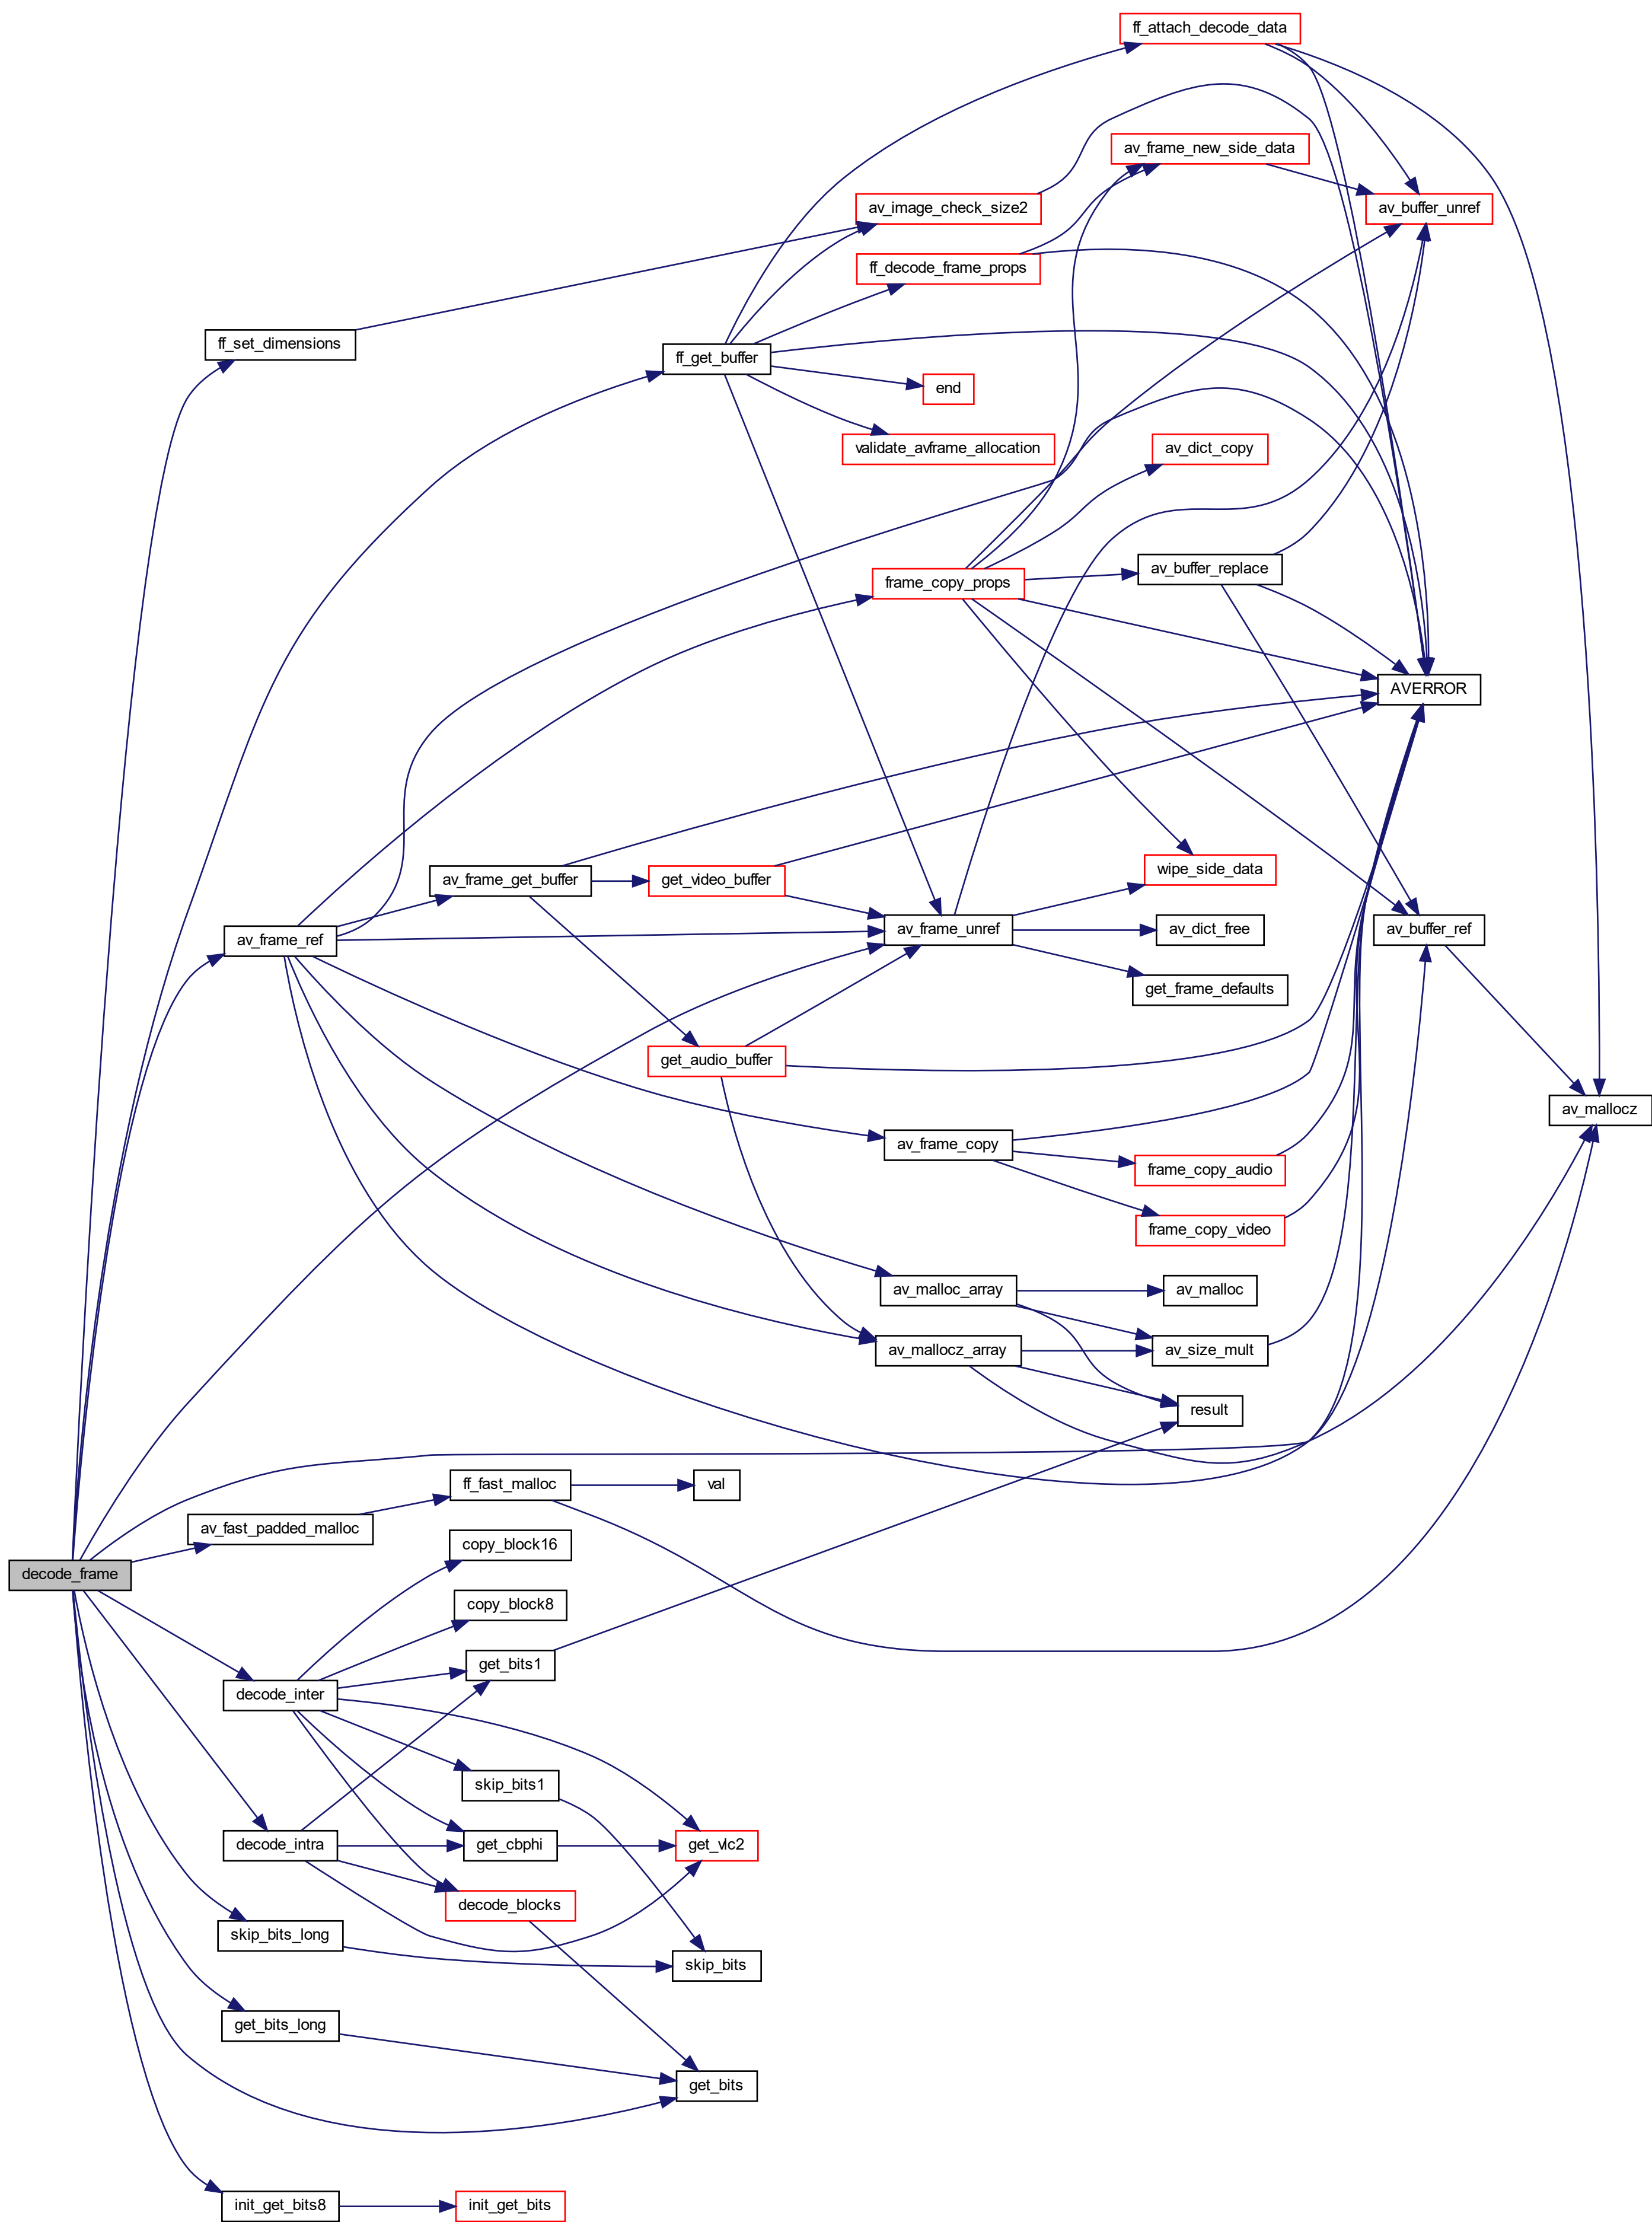 ff_attach_decode_data
av_frame_new_side_data
av_image_check_size2
av_buffer_unref
ff_decode_frame_props
ff_set_dimensions
ff_get_buffer
end
validate_avframe_allocation
av_dict_copy
frame_copy_props
av_buffer_replace
AVERROR
wipe_side_data
av_frame_get_buffer
get_video_buffer
av_frame_ref
av_frame_unref
av_dict_free
av_buffer_ref
get_frame_defaults
get_audio_buffer
av_mallocz
av_frame_copy
frame_copy_audio
frame_copy_video
av_malloc_array
av_malloc
av_mallocz_array
av_size_mult
result
ff_fast_malloc
val
av_fast_padded_malloc
copy_block16
decode_frame
copy_block8
get_bits1
decode_inter
skip_bits1
decode_intra
get_cbphi
get_vlc2
decode_blocks
skip_bits_long
skip_bits
get_bits_long
get_bits
init_get_bits8
init_get_bits